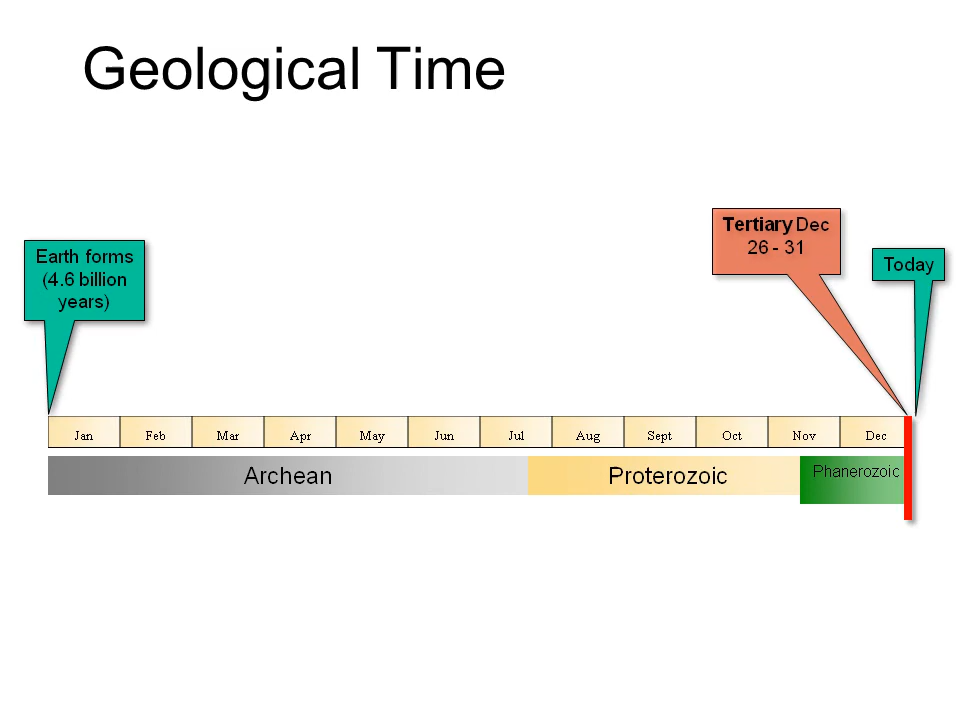 Geological Time
Earth forms
(4.6 billion
years)
Tertiary Dec
26 - 31
Today
Jan
Feb
Mar
Apr
May
Jun
Jul
Aug
Sept
Oct
Nov
Dec
Archean
Proterozoic
Phanerozoic